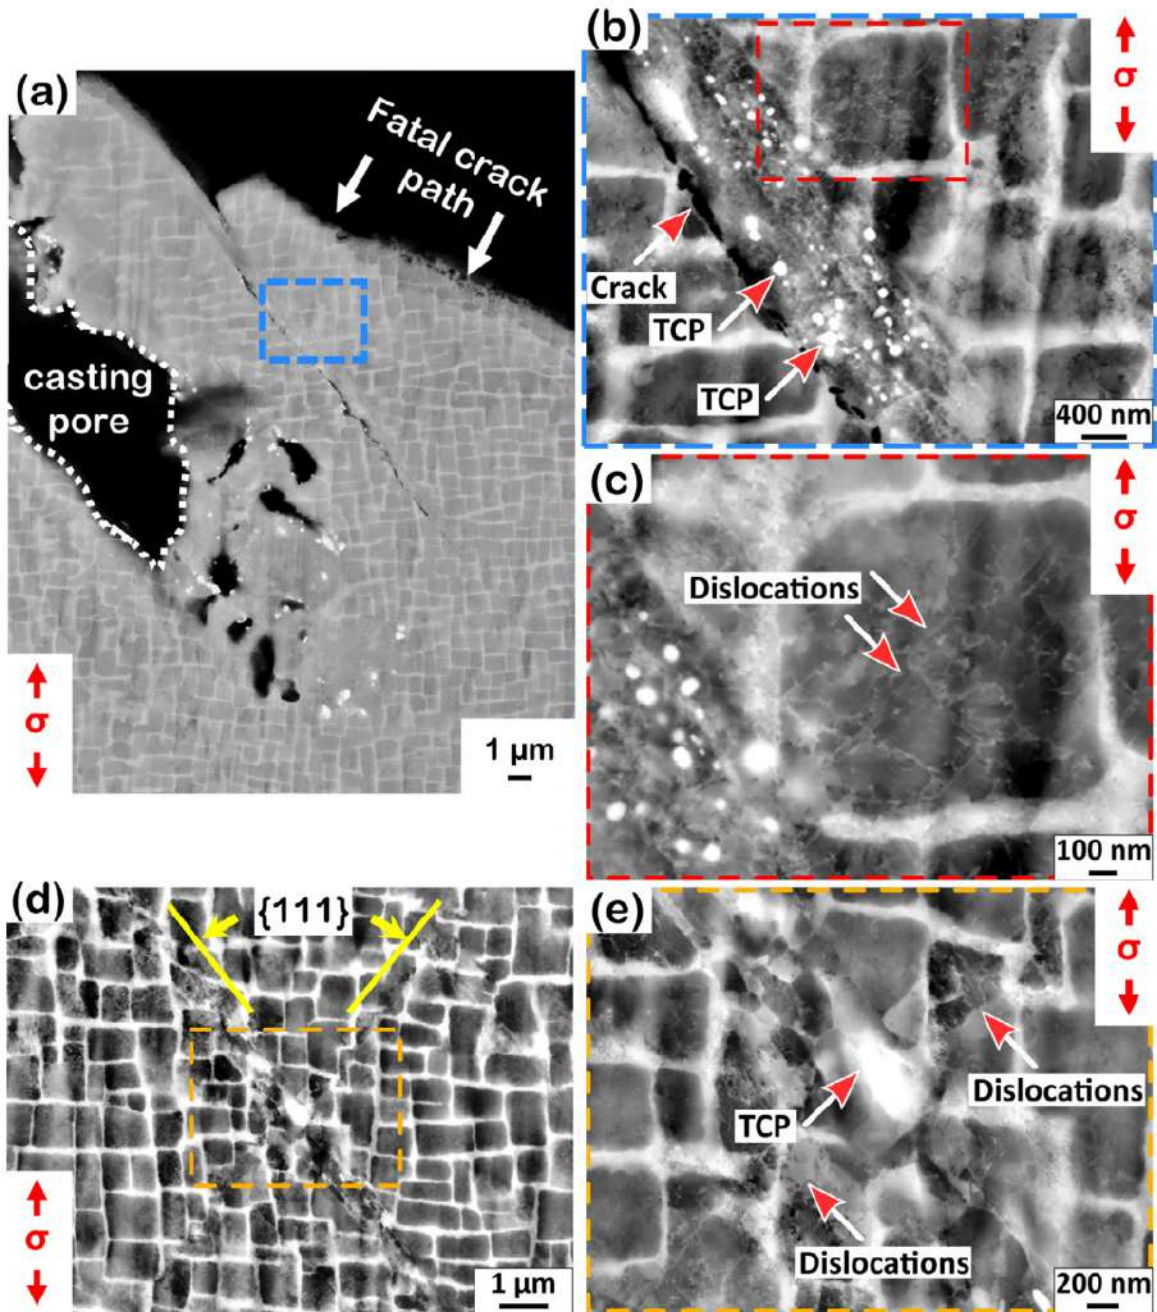 (a)
Fatal crack
path
casting
pore
σ
1 μm
(b)
σ
Crack
TCP
TCP
400 nm
(c)
σ
Dislocations
100 nm
(d)
{111}
σ
1 μm
(e)
σ
TCP
Dislocations
Dislocations
200 nm